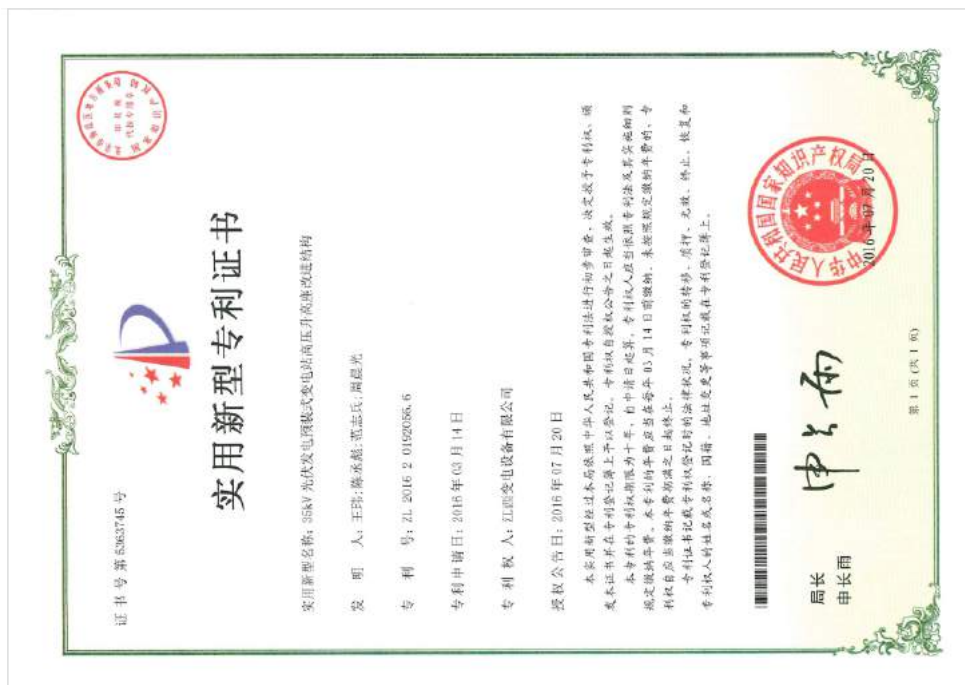 证书号第5363745号
实用新型专利证书
实用新型名称：35kV光伏发电预装式变电站高压升高座改进结构
发 明 人：王玮;陈丞彪;范志兵;周晨光
专 利 号：ZL 2016 2 0192056.6
专利申请日：2016年03月14日
专 利 权 人：江西变电设备有限公司
授权公告日：2016年07月20日
本实用新型经过本局依照中华人民共和国专利法进行初步审查，决定授予专利权，颁
发本证书并在专利登记簿上予以登记。专利权自授权公告之日起生效。
本专利的专利权期限为十年，自申请日起算。专利权人应当依照专利法及其实施细则
规定缴纳年费。本专利的年费应当在每年03月14日前缴纳。未按照规定缴纳年费的，专
利权自应当缴纳年费期满之日起终止。
专利证书记载专利权登记时的法律状况。专利权的转移、质押、无效、终止、恢复和
专利权人的姓名或名称、国籍、地址变更等事项记载在专利登记簿上。
局长
申长雨
申长雨
中华人民共和国国家知识产权局
2016年07月20日
第1页(共1页)